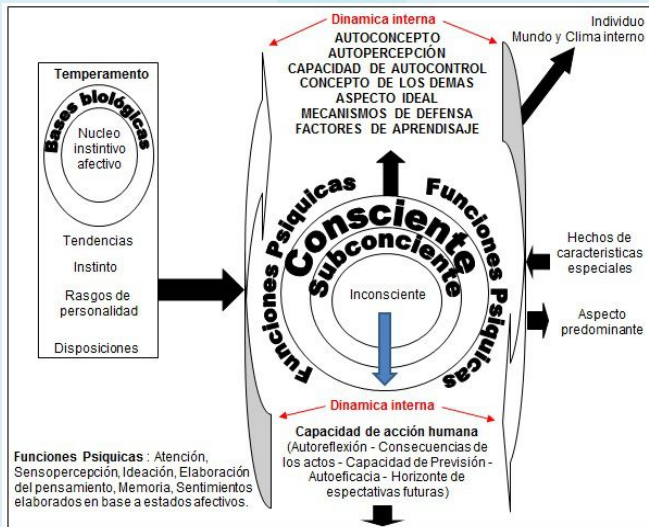 Dinamica interna
AUTOCONCEPTO
AUTOPERCEPCIÓN
CAPACIDAD DE AUTOCONTROL
CONCEPTO DE LOS DEMAS
ASPECTO IDEAL
MECANISMOS DE DEFENSA
FACTORES DE APRENDISAJE
Individuo
Mundo y Clima interno
Temperamento
Bases biológicas
Nucleo
instintivo
afectivo
Tendencias
Instinto
Rasgos de
personalidad
Disposiciones
Funciones Psiquicas
Funciones Psiquicas
Consciente
Subconciente
Inconsciente
Hechos de
caracteristicas
especiales
Aspecto
predominante
Dinamica interna
Capacidad de acción humana
(Autoreflexión - Consecuencias de
los actos - Capacidad de Previsión -
Autoeficacia - Horizonte de
espectativas futuras)
Funciones Psiquicas : Atención,
Sensopercepción, Ideación, Elaboración
del pensamiento, Memoria, Sentimientos
elaborados en base a estados afectivos.